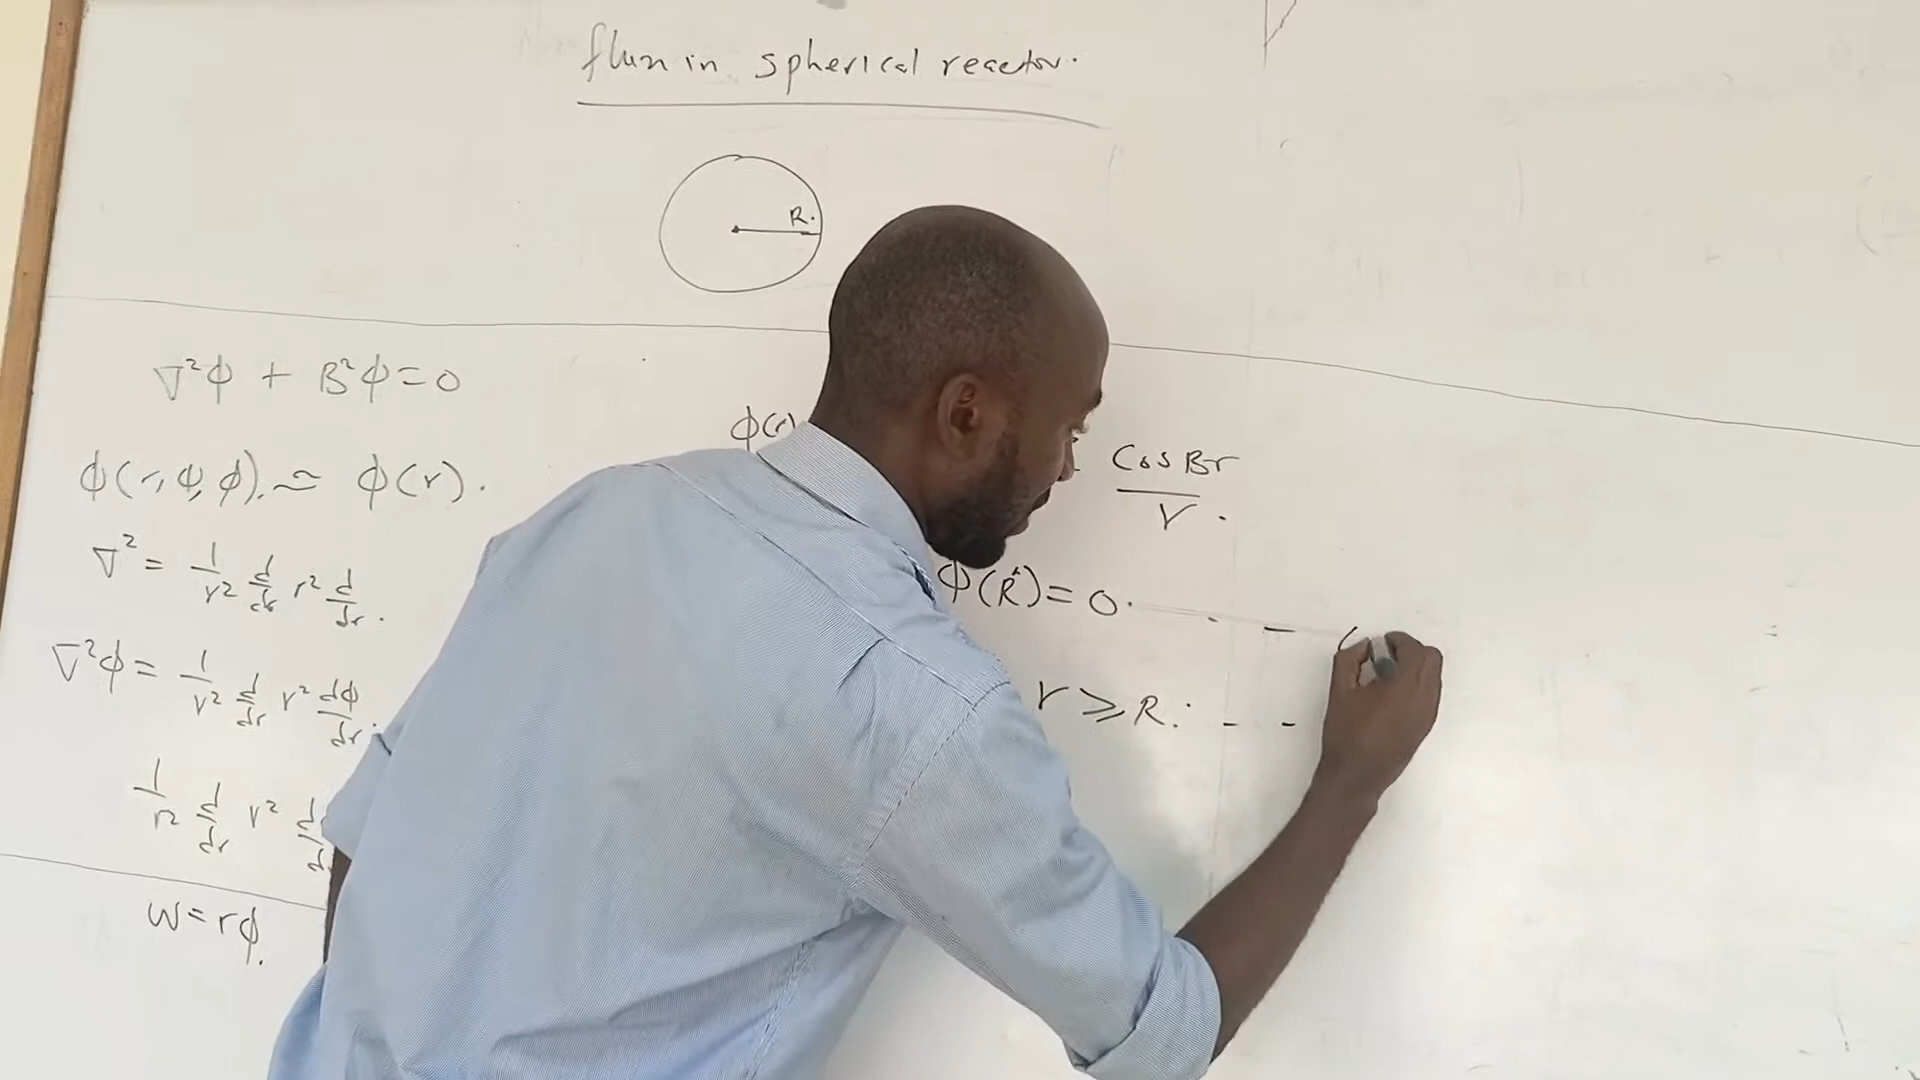 flux in spherical reactor.
R.
∇²ϕ + B²ϕ = 0
ϕ(r, ψ, ϕ) ≃ ϕ(r).
∇² = 1/r² d/dr r² d/dr.
∇²ϕ = 1/r² d/dr r² dϕ/dr.
1/r² d/dr r² d
w = rϕ.
ϕ(r)
Cos Br / r.
ϕ(R) = 0. - -
r ⩾ R. - -